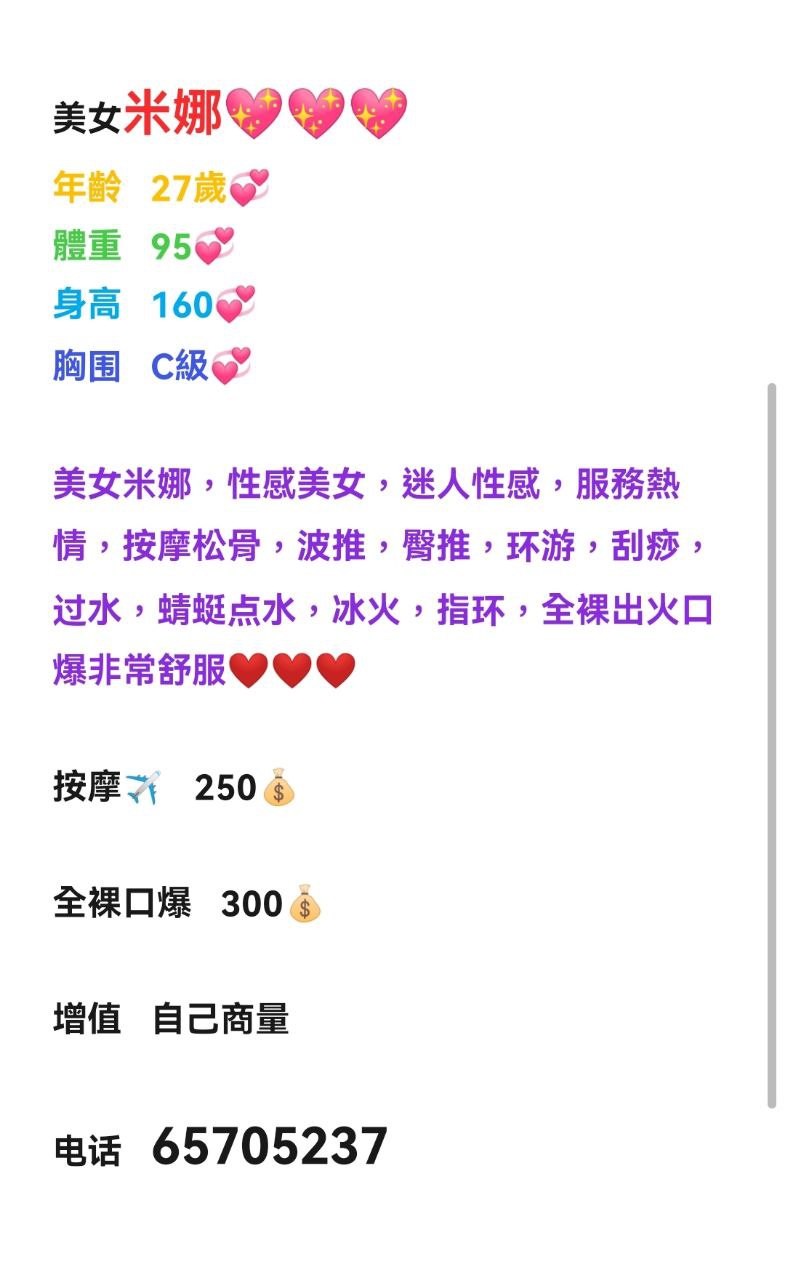 美女米娜💖💖💖
年齡 27歲💞
體重 95💞
身高 160💞
胸围 C級💞
美女米娜，性感美女，迷人性感，服務熱
情，按摩松骨，波推，臀推，环游，刮痧，
过水，蜻蜓点水，冰火，指环，全裸出火口
爆非常舒服❤️❤️❤️
按摩✈️ 250💰
全裸口爆 300💰
增值 自己商量
电话 65705237